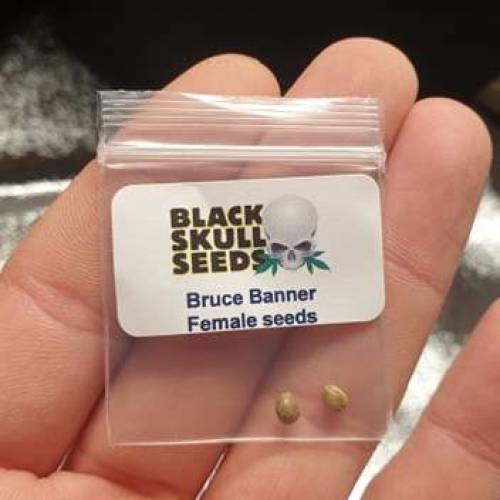 BLACK
SKULL
SEEDS
Bruce Banner
Female seeds